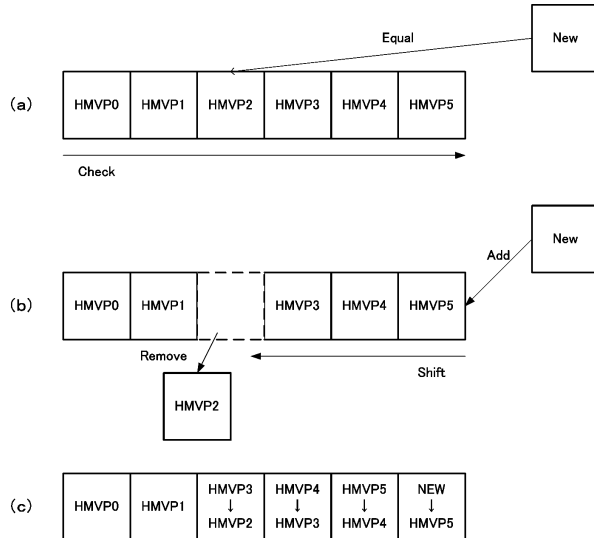 Equal
New
(a)
HMVP0 HMVP1 HMVP2 HMVP3 HMVP4 HMVP5
Check
New
Add
(b)
HMVP0 HMVP1 HMVP3 HMVP4 HMVP5
Remove
Shift
HMVP2
(c)
HMVP0 HMVP1
HMVP3 HMVP4 HMVP5 NEW
↓ ↓ ↓ ↓
HMVP2 HMVP3 HMVP4 HMVP5